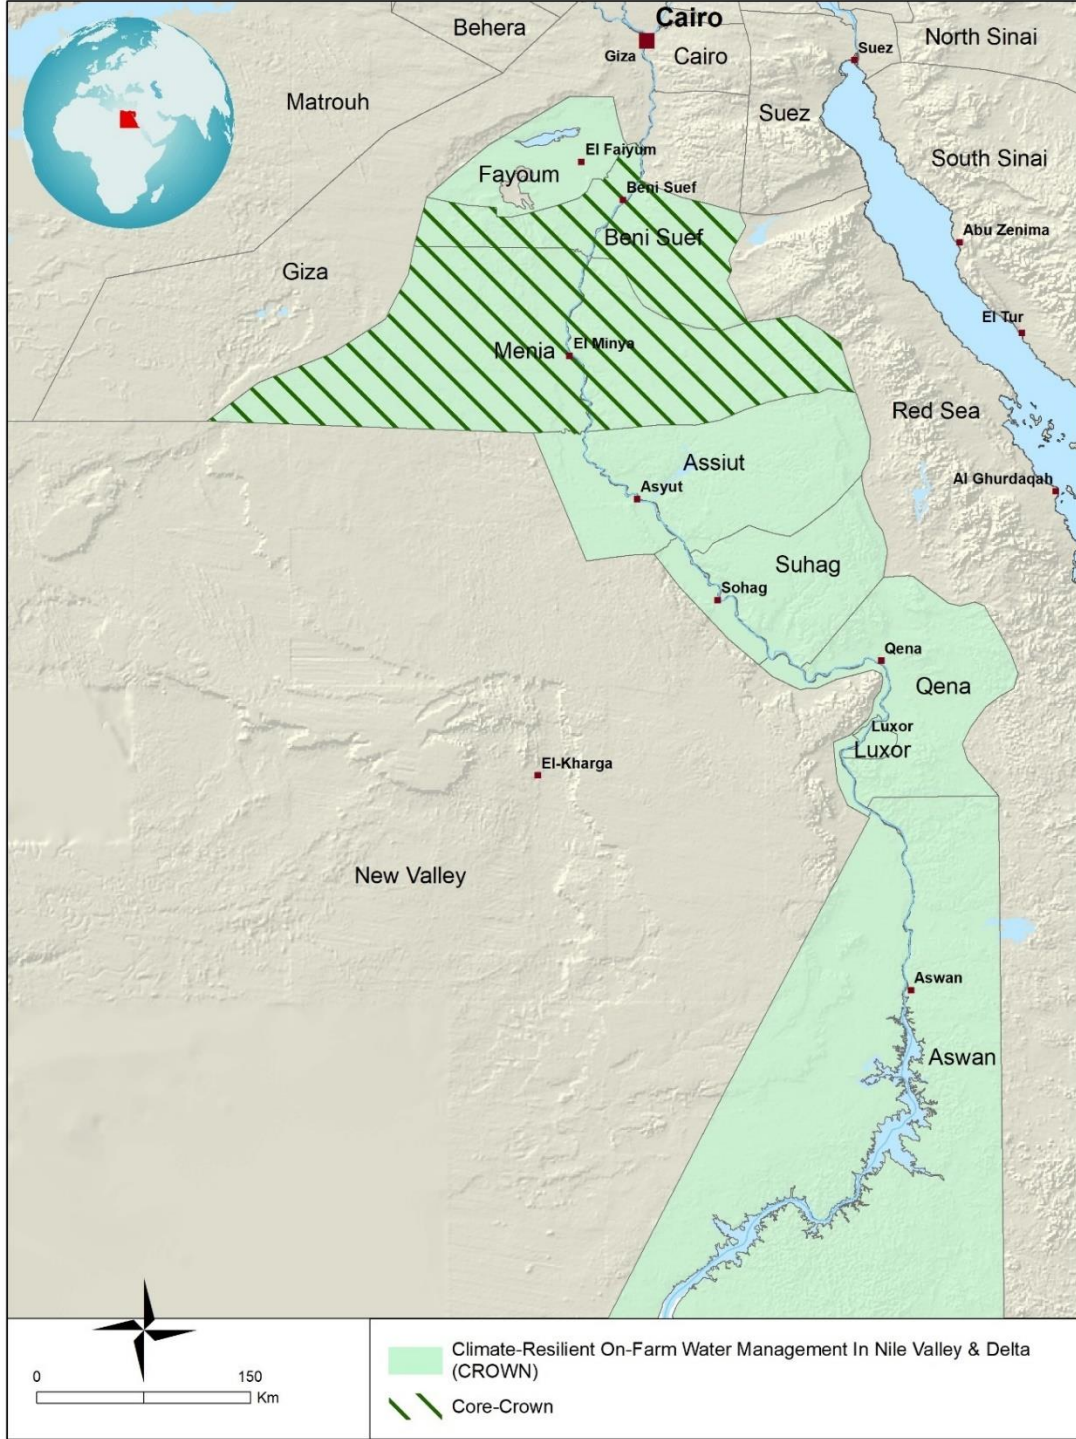 Cairo
Behera
North Sinai
Suez
Giza
Cairo
Matrouh
Suez
El Faiyum
South Sinai
Fayoum
Beni Suef
Abu Zenima
Beni Suef
Giza
El Tur
El Minya
Menia
Red Sea
Assiut
Al Ghurdaqah
Asyut
Suhag
Sohag
Qena
Qena
Luxor
Luxor
El-Kharga
New Valley
Aswan
Aswan
Climate-Resilient On-Farm Water Management In Nile Valley & Delta
(CROWN)
0 150
Km
Core-Crown